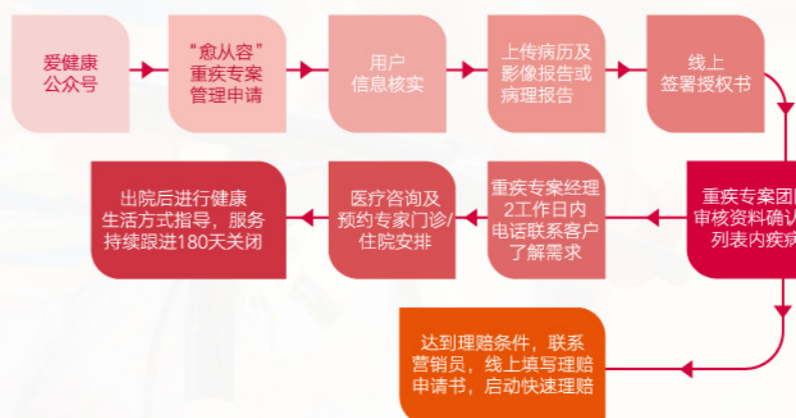 爱健康
公众号
“愈从容”
重疾专案
管理申请
用户
信息核实
上传病历及
影像报告或
病理报告
线上
签署授权书
重疾专案团
审核资料确认
列表内疾病
重疾专案经理
2工作日内
电话联系客户
了解需求
医疗咨询及
预约专家门诊/
住院安排
出院后进行健康
生活方式指导，服务
持续跟进180天关闭
达到理赔条件，联系
营销员，线上填写理赔
申请书，启动快速理赔